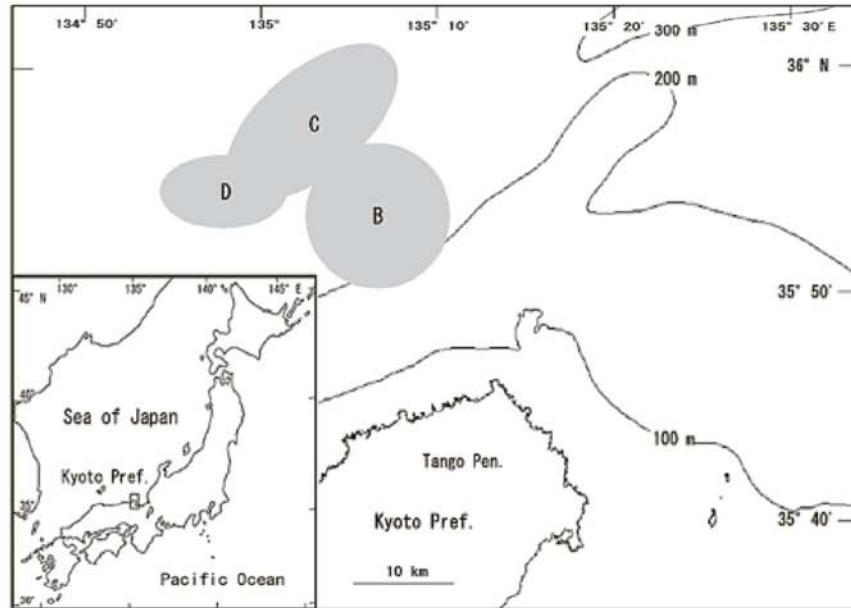 134° 50' 135° 135° 10' 135° 20' 135° 30' E
300 m
36° N
200 m
C
D
B
130° 135° 140° 145° E
45° N
35° 50'
40°
Sea of Japan
100 m
Tango Pen.
Kyoto Pref.
35°
Kyoto Pref.
35° 40'
10 km
Pacific Ocean
30°